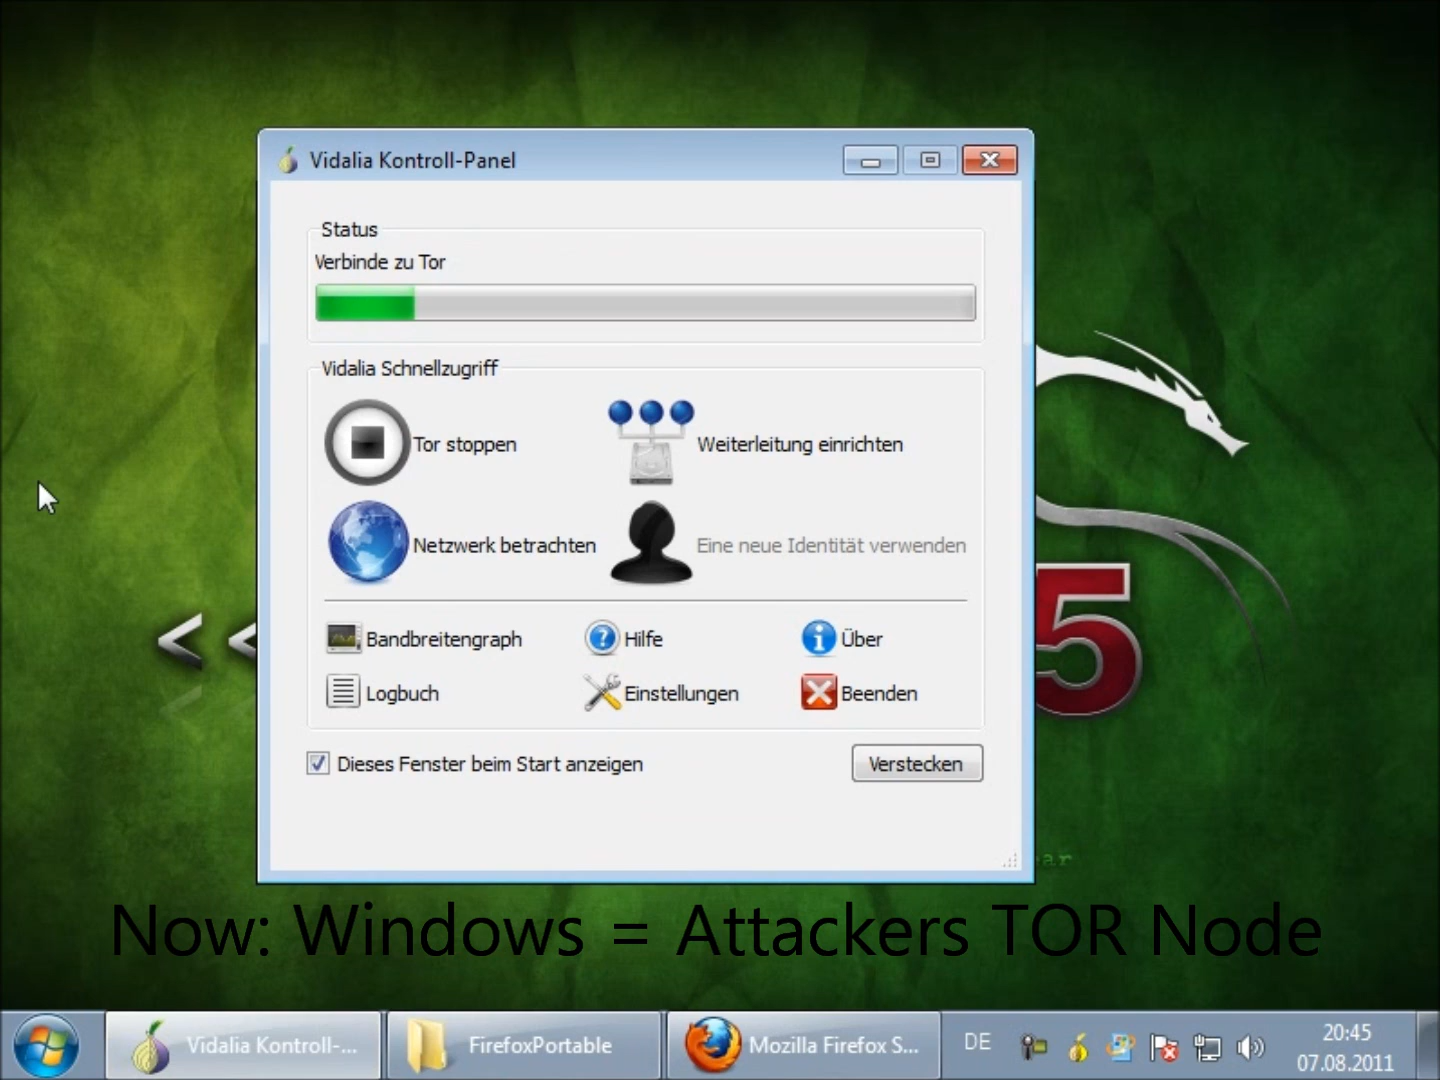 Vidalia Kontroll-Panel
Status
Verbinde zu Tor
Vidalia Schnellzugriff
Tor stoppen
Weiterleitung einrichten
Netzwerk betrachten
Eine neue Identität verwenden
Bandbreitengraph
Hilfe
Über
Logbuch
Einstellungen
Beenden
Dieses Fenster beim Start anzeigen
Verstecken
<<
5
Now: Windows = Attackers TOR Node
Vidalia Kontroll-...
FirefoxPortable
Mozilla Firefox S...
DE
20:45
07.08.2011